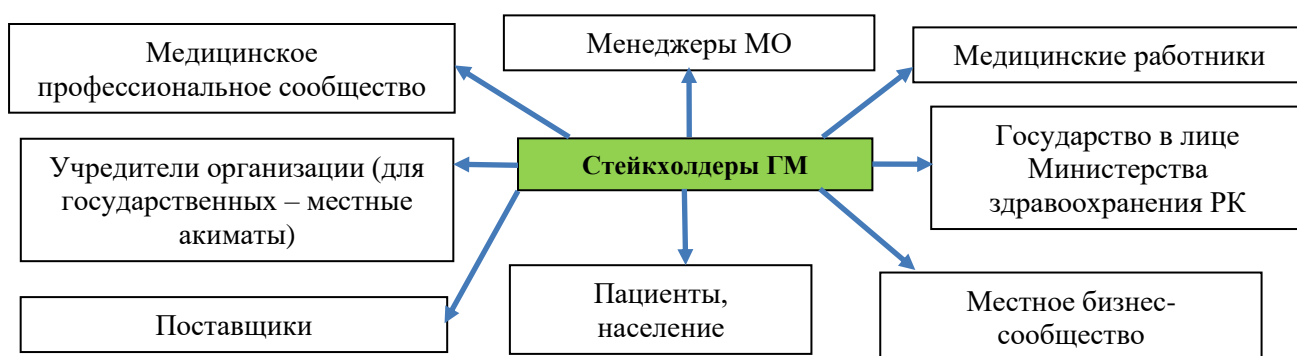 Медицинское
профессиональное сообщество
Менеджеры МО
Медицинские работники
Учредители организации (для
государственных – местные
акиматы)
Стейкхолдеры ГМ
Государство в лице
Министерства
здравоохранения РК
Поставщики
Пациенты,
население
Местное бизнес-
сообщество